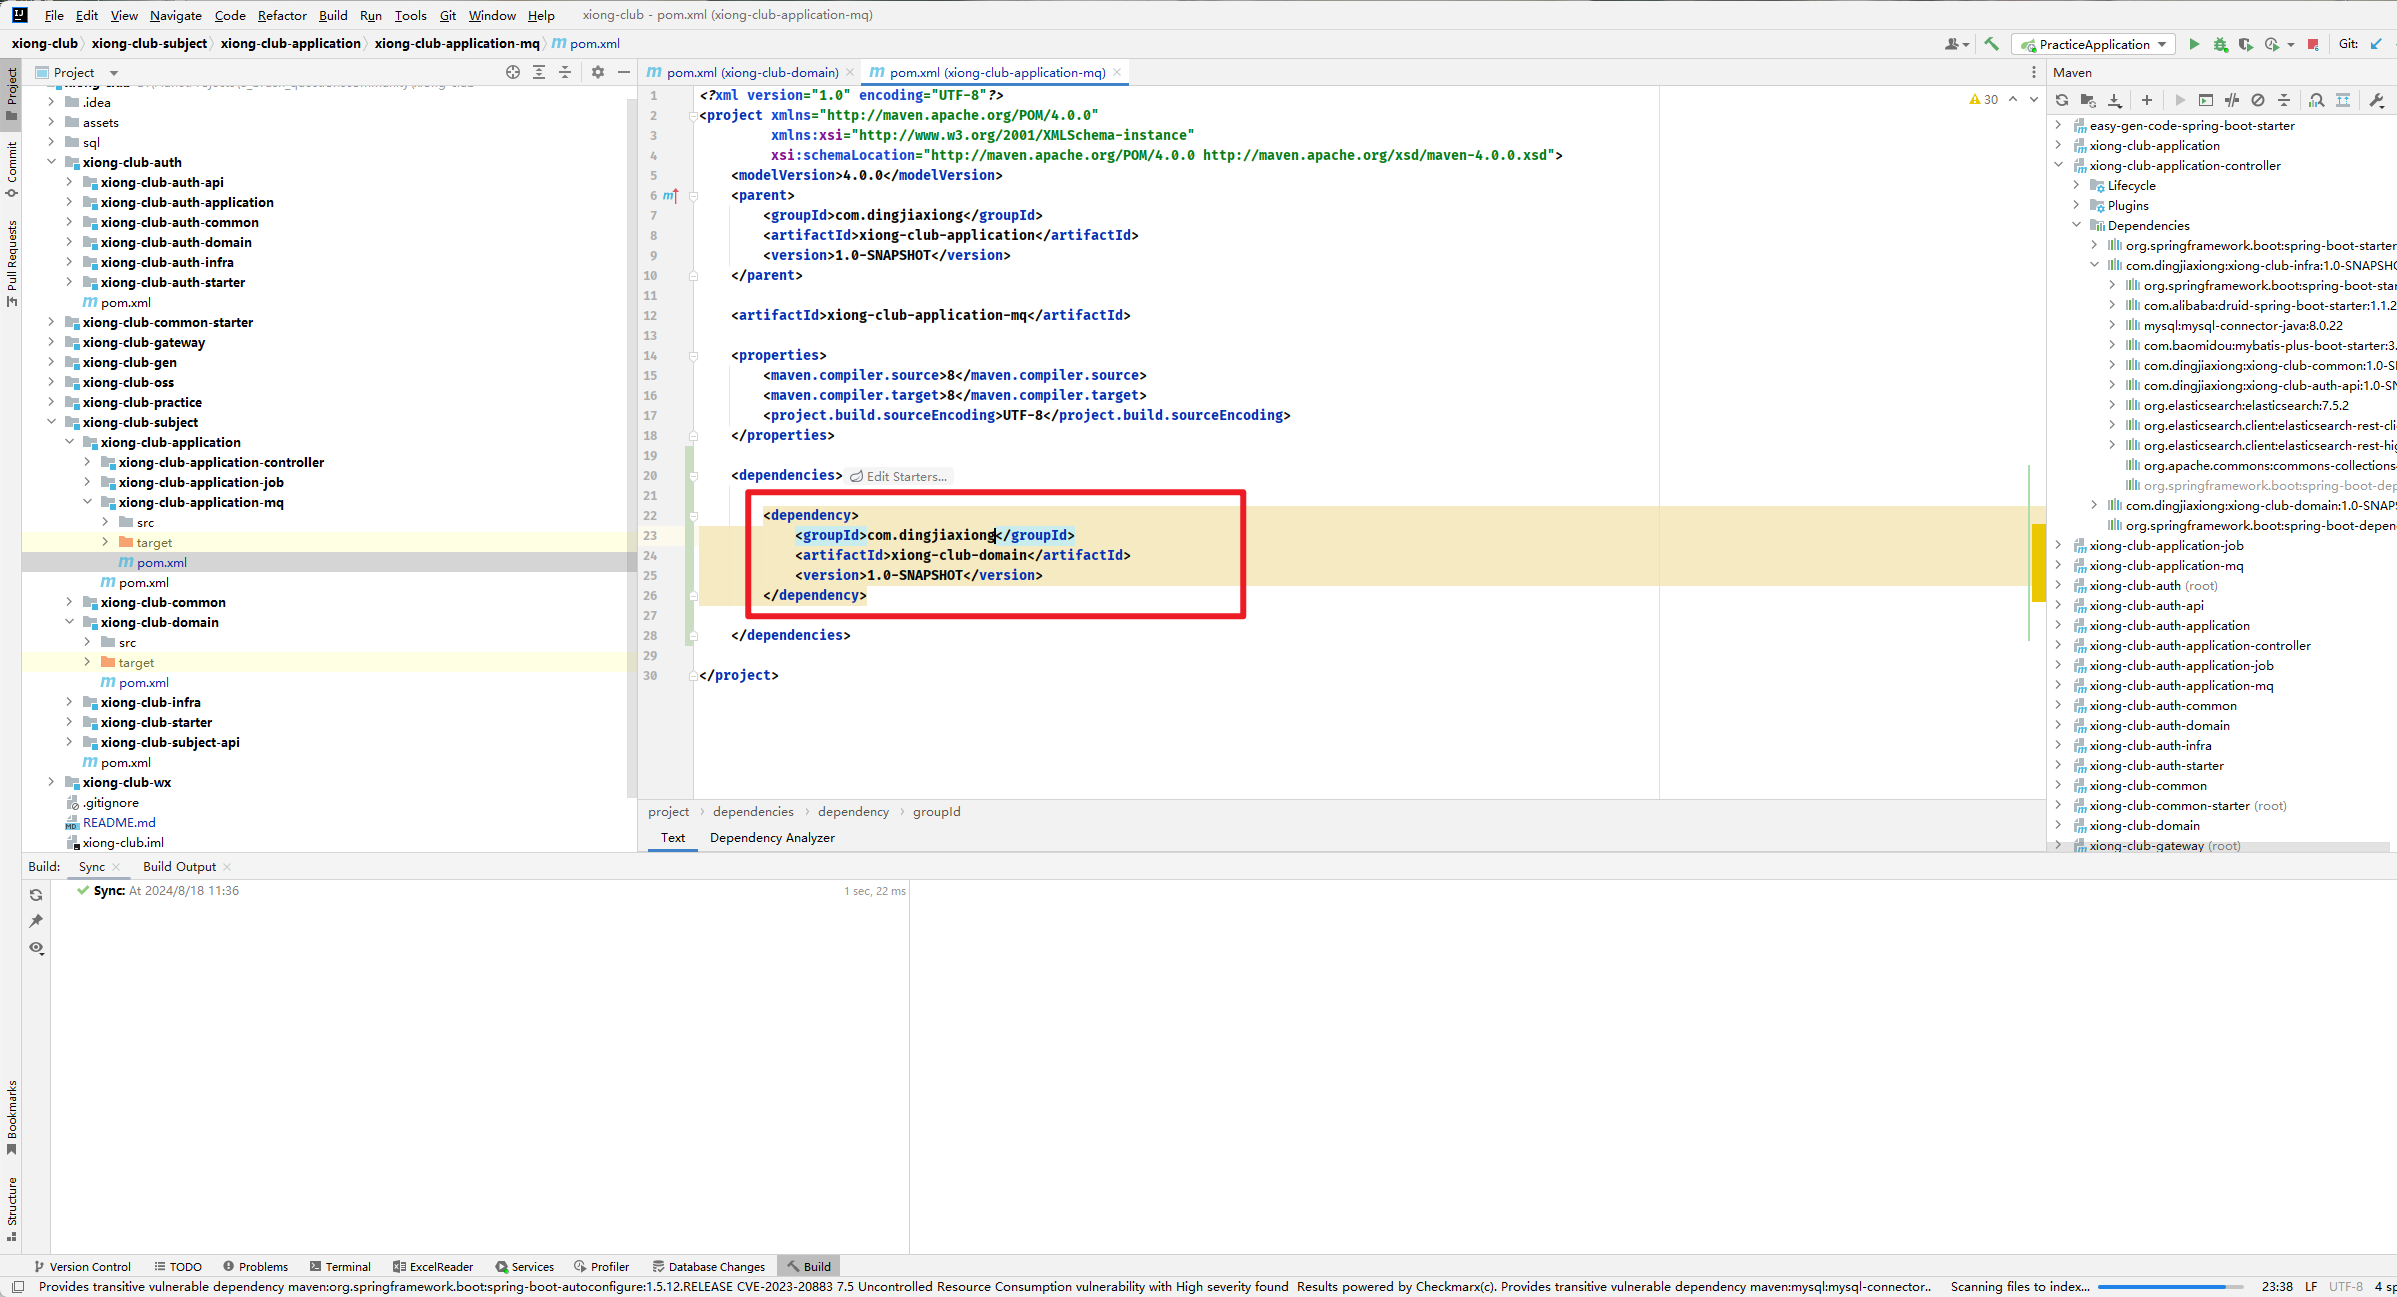 File Edit View Navigate Code Refactor Build Run Tools Git Window Help xiong-club - pom.xml (xiong-club-application-mq)
xiong-club xiong-club-subject xiong-club-application xiong-club-application-mq pom.xml
PracticeApplication Git:
Project
pom.xml (xiong-club-domain) pom.xml (xiong-club-application-mq)
Maven
Project
Commit
Pull Requests
Bookmarks
Structure
.idea
assets
sql
xiong-club-auth
xiong-club-auth-api
xiong-club-auth-application
xiong-club-auth-common
xiong-club-auth-domain
xiong-club-auth-infra
xiong-club-auth-starter
pom.xml
xiong-club-common-starter
xiong-club-gateway
xiong-club-gen
xiong-club-oss
xiong-club-practice
xiong-club-subject
xiong-club-application
xiong-club-application-controller
xiong-club-application-job
xiong-club-application-mq
src
target
pom.xml
pom.xml
xiong-club-common
xiong-club-domain
src
target
pom.xml
xiong-club-infra
xiong-club-starter
xiong-club-subject-api
pom.xml
xiong-club-wx
.gitignore
README.md
xiong-club.iml
30
1 <?xml version="1.0" encoding="UTF-8"?>
2 <project xmlns="http://maven.apache.org/POM/4.0.0"
3 xmlns:xsi="http://www.w3.org/2001/XMLSchema-instance"
4 xsi:schemaLocation="http://maven.apache.org/POM/4.0.0 http://maven.apache.org/xsd/maven-4.0.0.xsd">
5 <modelVersion>4.0.0</modelVersion>
6 <parent>
7 <groupId>com.dingjiaxiong</groupId>
8 <artifactId>xiong-club-application</artifactId>
9 <version>1.0-SNAPSHOT</version>
10 </parent>
11
12 <artifactId>xiong-club-application-mq</artifactId>
13
14 <properties>
15 <maven.compiler.source>8</maven.compiler.source>
16 <maven.compiler.target>8</maven.compiler.target>
17 <project.build.sourceEncoding>UTF-8</project.build.sourceEncoding>
18 </properties>
19
20 <dependencies> Edit Starters...
21
22 <dependency>
23 <groupId>com.dingjiaxiong</groupId>
24 <artifactId>xiong-club-domain</artifactId>
25 <version>1.0-SNAPSHOT</version>
26 </dependency>
27
28 </dependencies>
29
30 </project>
project dependencies dependency groupId
Text Dependency Analyzer
easy-gen-code-spring-boot-starter
xiong-club-application
xiong-club-application-controller
Lifecycle
Plugins
Dependencies
org.springframework.boot:spring-boot-starter
com.dingjiaxiong:xiong-club-infra:1.0-SNAPSHO
org.springframework.boot:spring-boot-star
com.alibaba:druid-spring-boot-starter:1.1.2
mysql:mysql-connector-java:8.0.22
com.baomidou:mybatis-plus-boot-starter:3.
com.dingjiaxiong:xiong-club-common:1.0-S
com.dingjiaxiong:xiong-club-auth-api:1.0-SN
org.elasticsearch:elasticsearch:7.5.2
org.elasticsearch.client:elasticsearch-rest-cli
org.elasticsearch.client:elasticsearch-rest-hig
org.apache.commons:commons-collections
org.springframework.boot:spring-boot-dep
com.dingjiaxiong:xiong-club-domain:1.0-SNAPS
org.springframework.boot:spring-boot-depen
xiong-club-application-job
xiong-club-application-mq
xiong-club-auth (root)
xiong-club-auth-api
xiong-club-auth-application
xiong-club-auth-application-controller
xiong-club-auth-application-job
xiong-club-auth-application-mq
xiong-club-auth-common
xiong-club-auth-domain
xiong-club-auth-infra
xiong-club-auth-starter
xiong-club-common
xiong-club-common-starter (root)
xiong-club-domain
xiong-club-gateway (root)
Build: Sync Build Output
Sync: At 2024/8/18 11:36 1 sec, 22 ms
Version Control TODO Problems Terminal ExcelReader Services Profiler Database Changes Build
Provides transitive vulnerable dependency maven:org.springframework.boot:spring-boot-autoconfigure:1.5.12.RELEASE CVE-2023-20883 7.5 Uncontrolled Resource Consumption vulnerability with High severity found Results powered by Checkmarx(c). Provides transitive vulnerable dependency maven:mysql:mysql-connector.. Scanning files to index... 23:38 LF UTF-8 4 sp